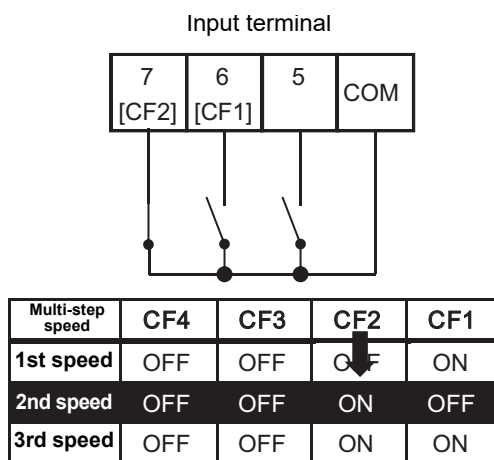 Input terminal
7 6 5 COM
[CF2] [CF1]
Multi-step speed CF4 CF3 CF2 CF1
1st speed OFF OFF OFF ON
2nd speed OFF OFF ON OFF
3rd speed OFF OFF ON ON